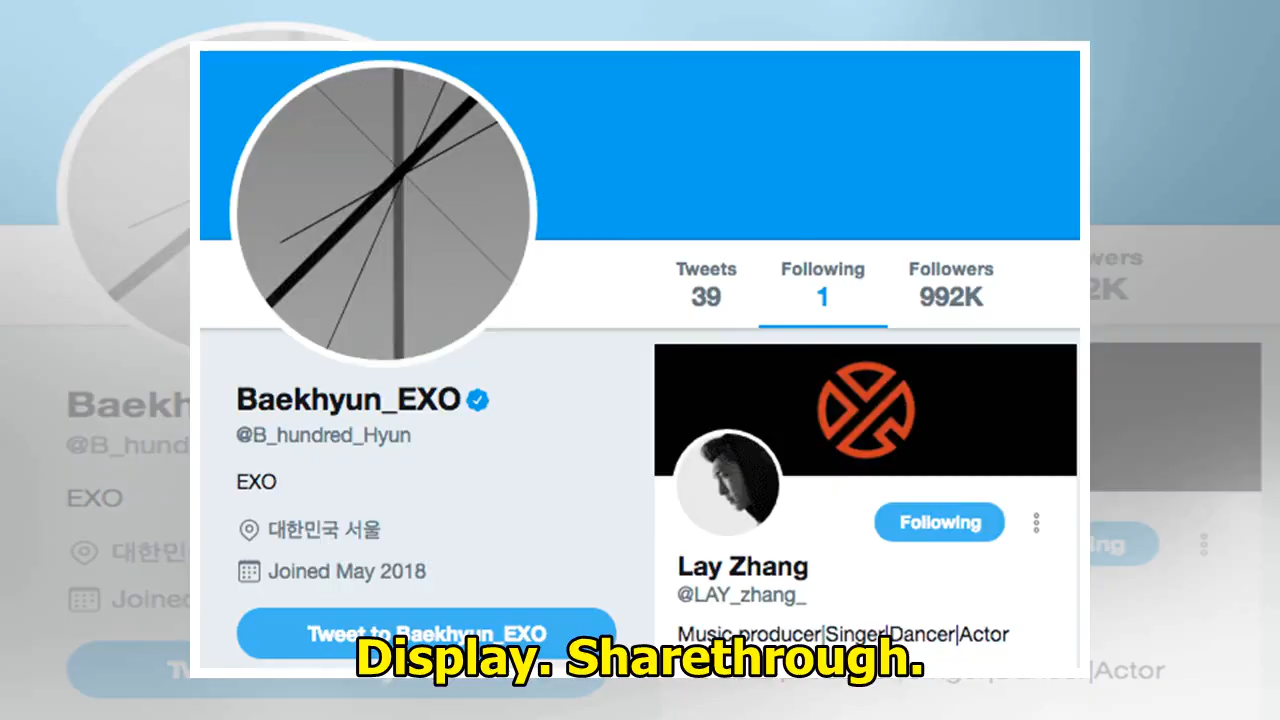 Tweets
39
Following
1
Followers
992K
Baekhyun_EXO
@B_hundred_Hyun
EXO
대한민국 서울
Joined May 2018
Tweet to Baekhyun_EXO
Following
Lay Zhang
@LAY_zhang_
Music producer|Singer|Dancer|Actor
Display. Sharethrough.